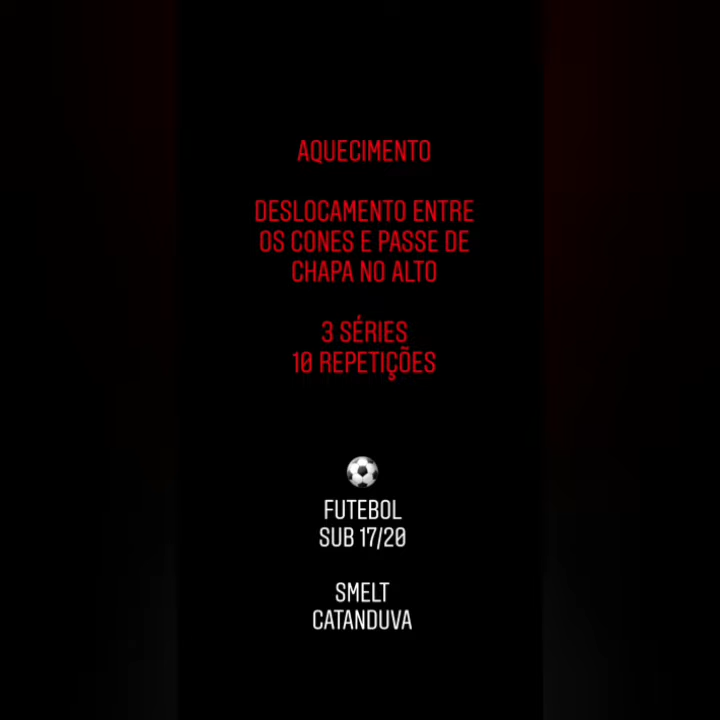 AQUECIMENTO
DESLOCAMENTO ENTRE
OS CONES E PASSE DE
CHAPA NO ALTO
3 SÉRIES
10 REPETIÇÕES
FUTEBOL
SUB 17/20
SMELT
CATANDUVA